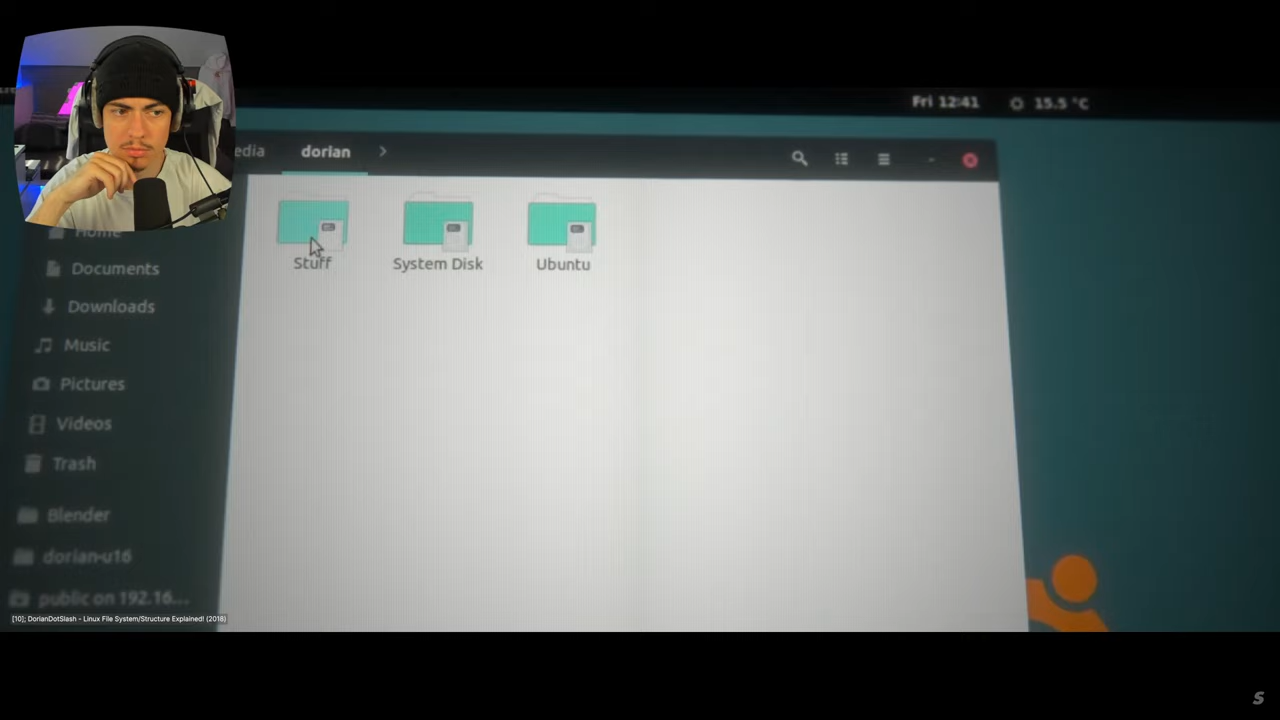 Fri 12:41 15.5 °C
edia dorian
Stuff System Disk Ubuntu
Home
Documents
Downloads
Music
Pictures
Videos
Trash
Blender
dorian-u16
public on 192.16...
[10]; DorianDotSlash - Linux File System/Structure Explained! (2018)
S